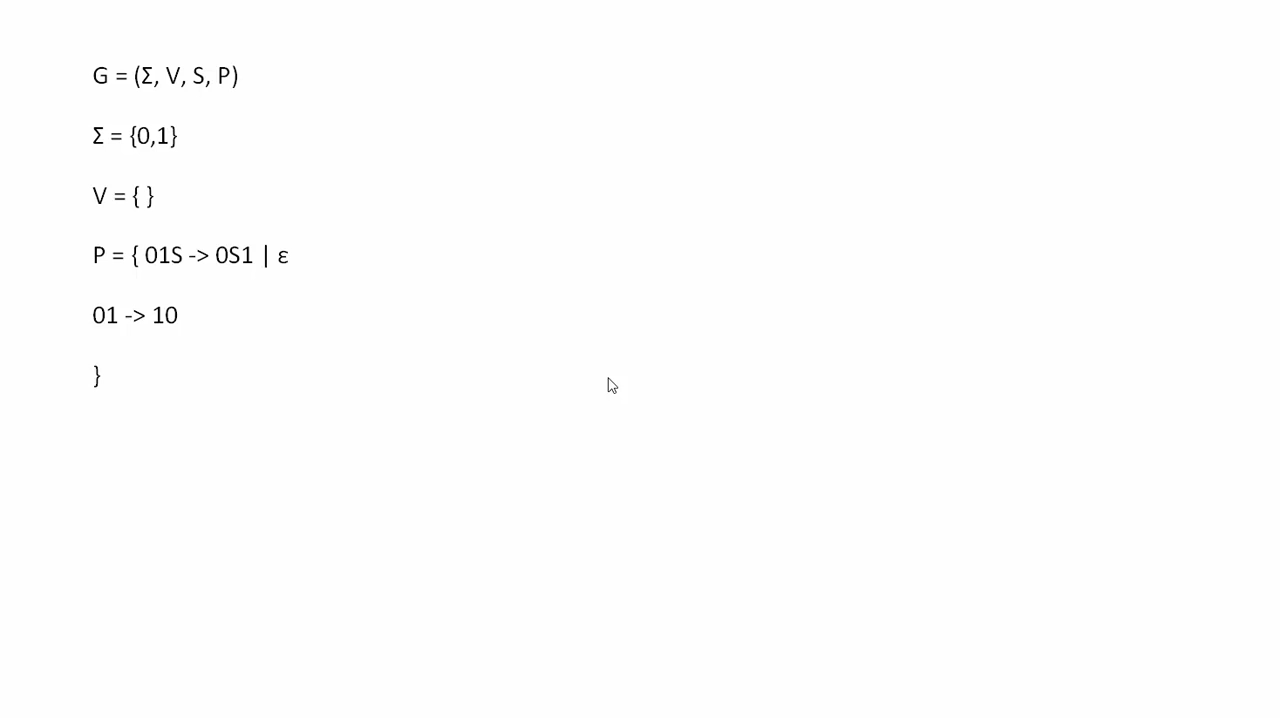 G = (Σ, V, S, P)
Σ = {0,1}
V = { }
P = { 01S -> 0S1 | ε
01 -> 10
}